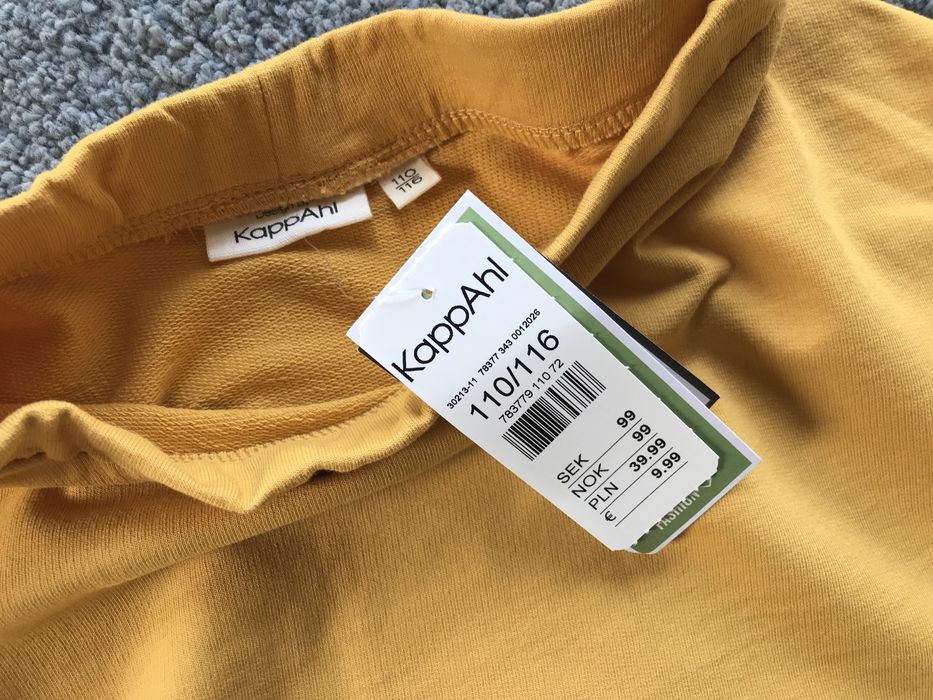 110
116
KappAhl
KappAhl
30213-11 78377 343 0012026
110/116
783779 110 72
SEK 99
NOK 99
PLN 39.99
€ 9.99
FASHION